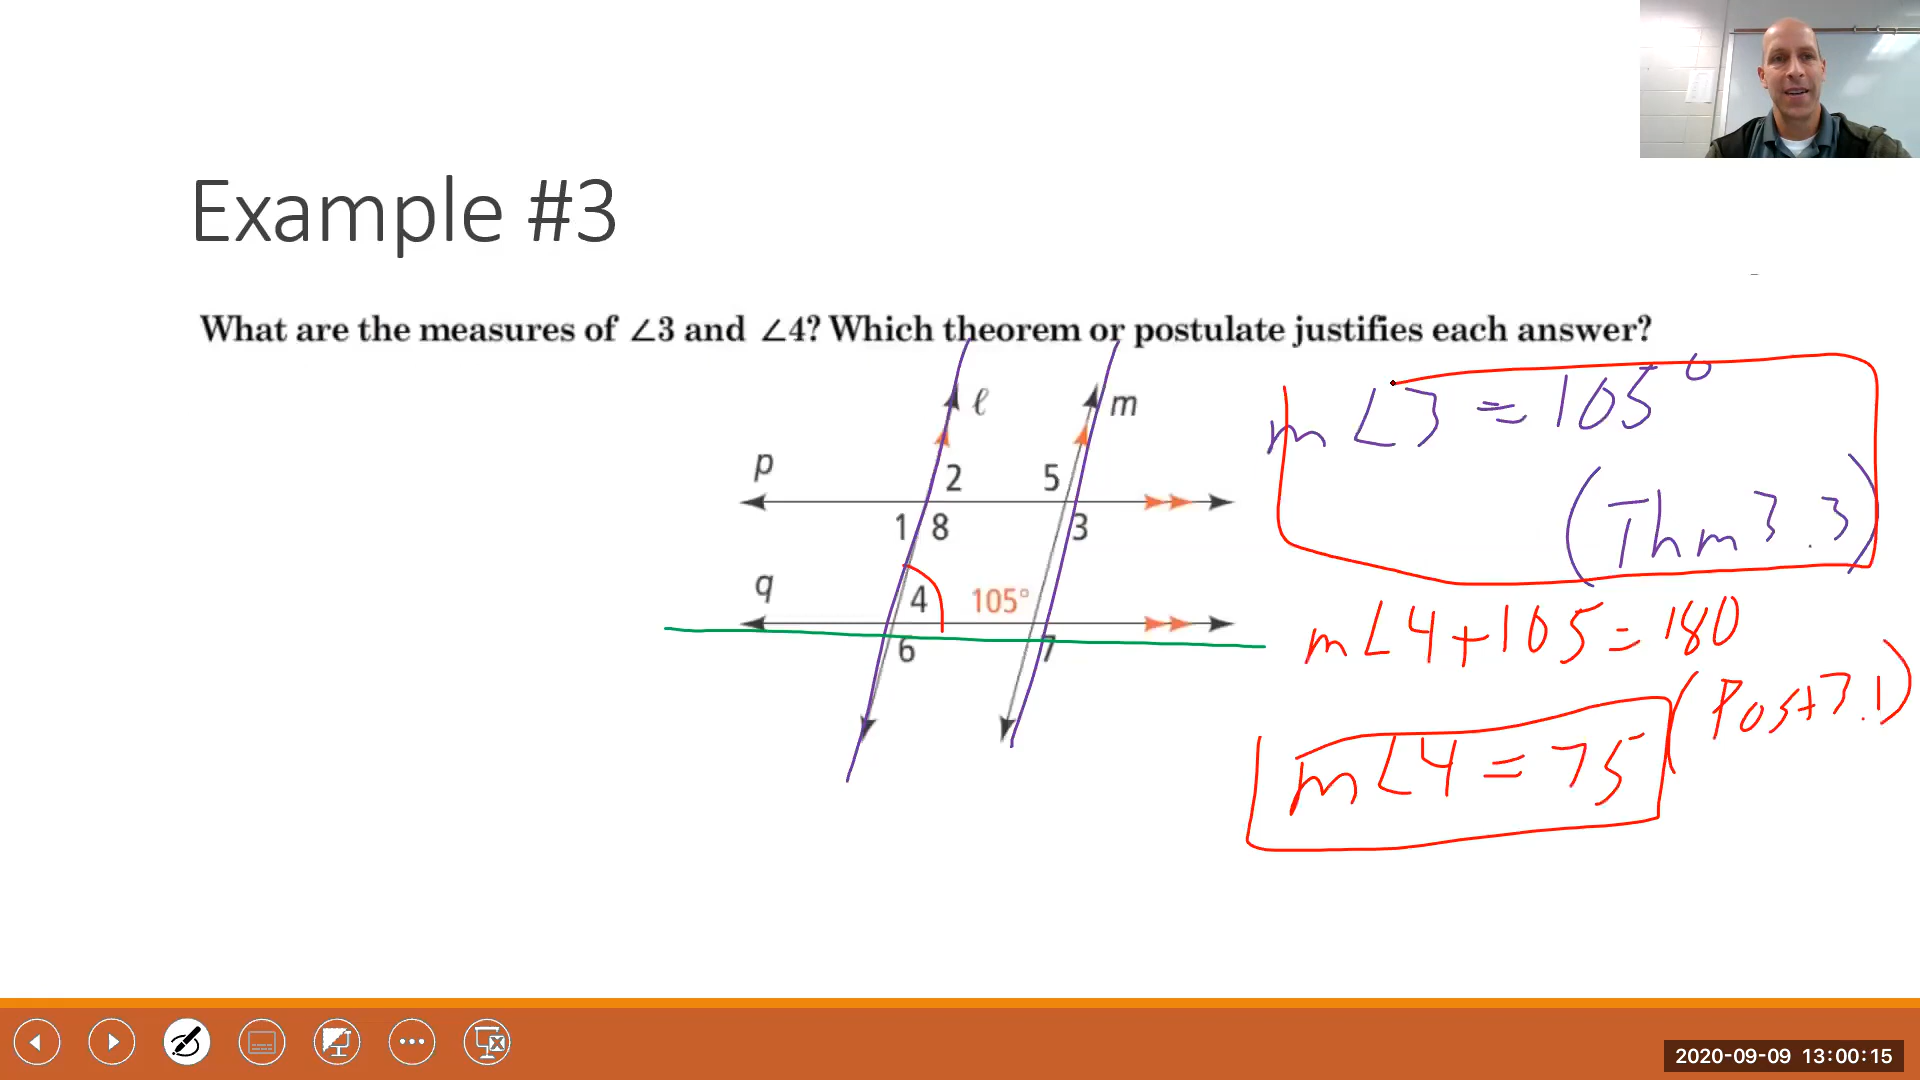 Example #3
What are the measures of ∠3 and ∠4? Which theorem or postulate justifies each answer?
ℓ
m
p
2
5
1
8
3
q
4
105°
6
7
m∠3 = 105°
(Thm 3.3)
m∠4+105=180
(Post 3.1)
m∠4=75
2020-09-09 13:00:15